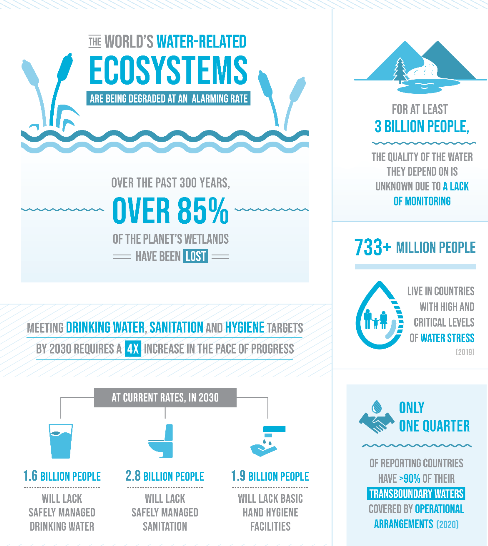 THE WORLD'S WATER-RELATED
ECOSYSTEMS
ARE BEING DEGRADED AT AN ALARMING RATE
OVER THE PAST 300 YEARS,
OVER 85%
OF THE PLANET'S WETLANDS
HAVE BEEN LOST
MEETING DRINKING WATER, SANITATION AND HYGIENE TARGETS
BY 2030 REQUIRES A 4X INCREASE IN THE PACE OF PROGRESS
AT CURRENT RATES, IN 2030
1.6 BILLION PEOPLE
WILL LACK
SAFELY MANAGED
DRINKING WATER
2.8 BILLION PEOPLE
WILL LACK
SAFELY MANAGED
SANITATION
1.9 BILLION PEOPLE
WILL LACK BASIC
HAND HYGIENE
FACILITIES
FOR AT LEAST
3 BILLION PEOPLE,
THE QUALITY OF THE WATER
THEY DEPEND ON IS
UNKNOWN DUE TO A LACK
OF MONITORING
733+ MILLION PEOPLE
LIVE IN COUNTRIES
WITH HIGH AND
CRITICAL LEVELS
OF WATER STRESS
(2019)
ONLY
ONE QUARTER
OF REPORTING COUNTRIES
HAVE >90% OF THEIR
TRANSBOUNDARY WATERS
COVERED BY OPERATIONAL
ARRANGEMENTS (2020)